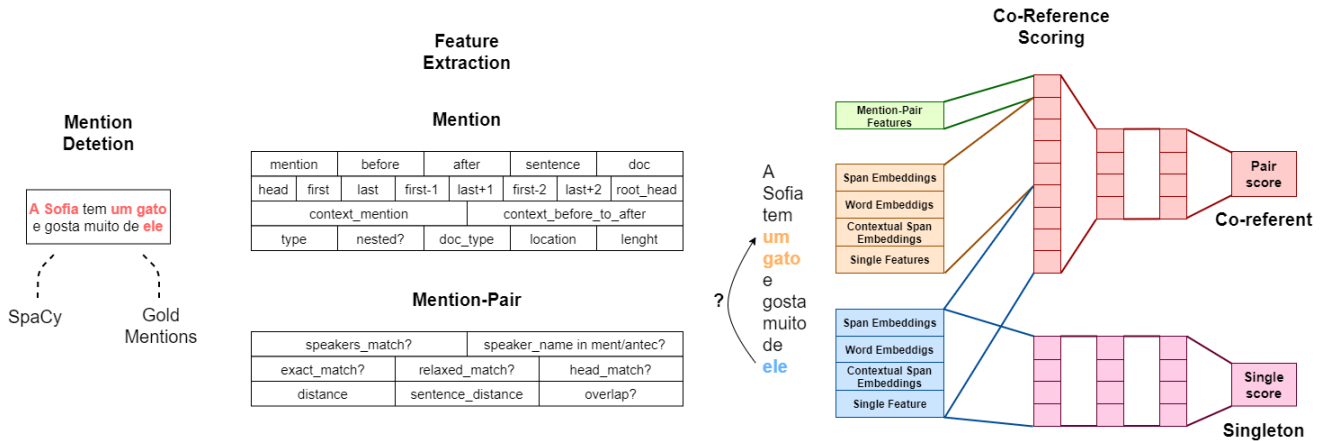 Mention
Detetion
A Sofia tem um gato
e gosta muito de ele
SpaCy
Gold
Mentions
Feature
Extraction
Mention
mention before after sentence doc
head first last first-1 last+1 first-2 last+2 root_head
context_mention context_before_to_after
type nested? doc_type location lenght
Mention-Pair
speakers_match? speaker_name in ment/antec?
exact_match? relaxed_match? head_match?
distance sentence_distance overlap?
?
A
Sofia
tem
um
gato
e
gosta
muito
de
ele
Co-Reference
Scoring
Mention-Pair
Features
Span Embeddings
Word Embeddigs
Contextual Span
Embeddings
Single Features
Span Embeddings
Word Embeddigs
Contextual Span
Embeddings
Single Feature
Pair
score
Co-referent
Single
score
Singleton